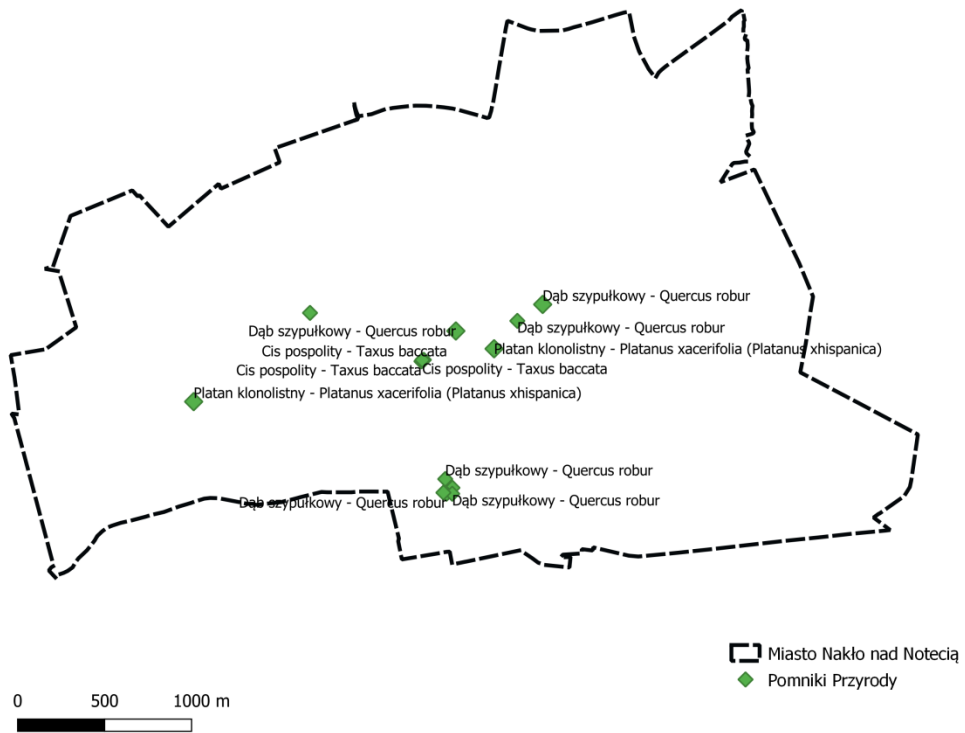 Dąb szypułkowy - Quercus robur
Dąb szypułkowy - Quercus robur
Dąb szypułkowy - Quercus robur
Platan klonolistny - Platanus xacerifolia (Platanus xhispanica)
Cis pospolity - Taxus baccata
Cis pospolity - Taxus baccata
Cis pospolity - Taxus baccata
Platan klonolistny - Platanus xacerifolia (Platanus xhispanica)
Dąb szypułkowy - Quercus robur
Dąb szypułkowy - Quercus robur
Dąb szypułkowy - Quercus robur
Miasto Nakło nad Notecią
Pomniki Przyrody
0 500 1000 m